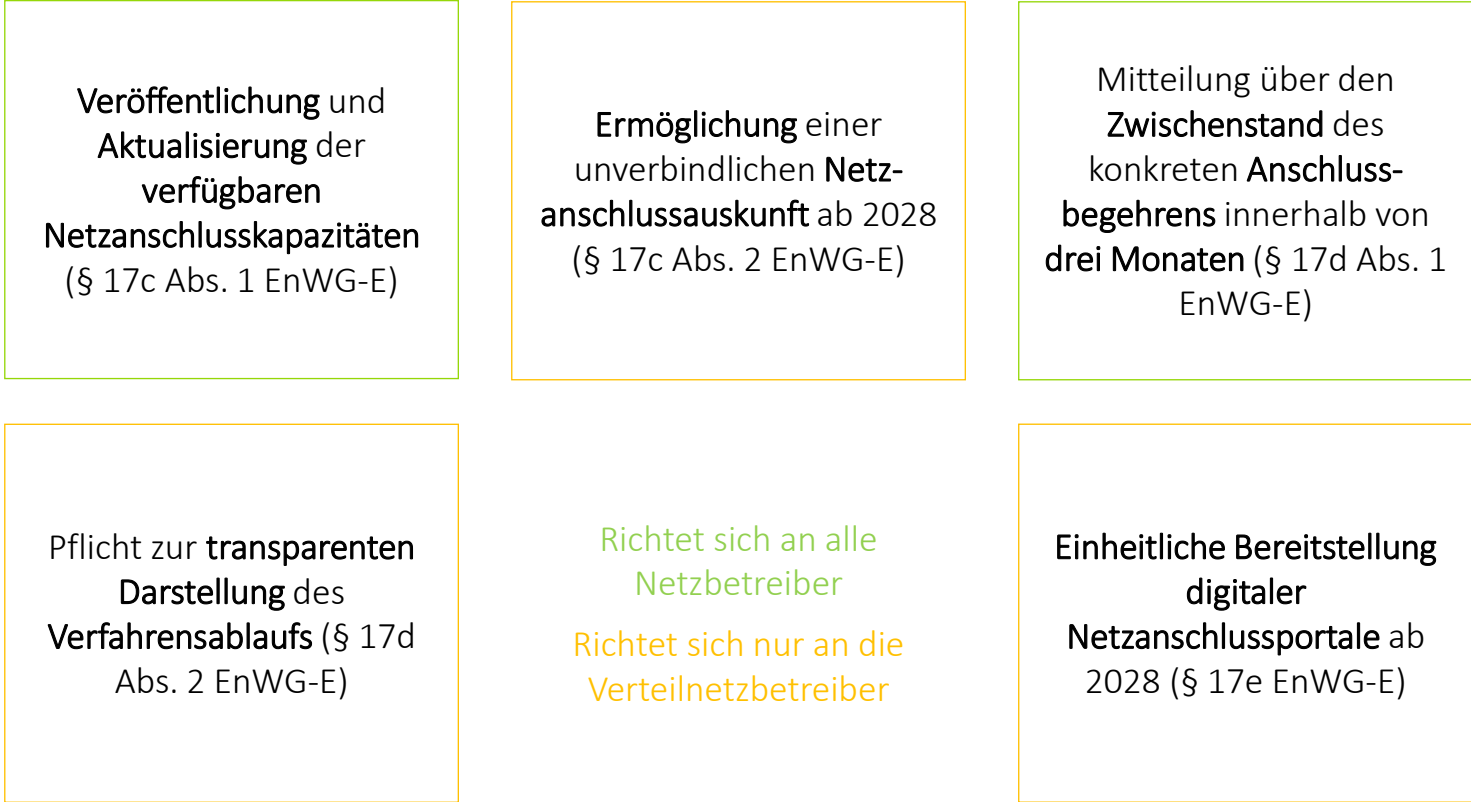 Veröffentlichung und
Aktualisierung der
verfügbaren
Netzanschlusskapazitäten
(§ 17c Abs. 1 EnWG-E)
Ermöglichung einer
unverbindlichen Netz-
anschlussauskunft ab 2028
(§ 17c Abs. 2 EnWG-E)
Mitteilung über den
Zwischenstand des
konkreten Anschluss-
begehrens innerhalb von
drei Monaten (§ 17d Abs. 1
EnWG-E)
Pflicht zur transparenten
Darstellung des
Verfahrensablaufs (§ 17d
Abs. 2 EnWG-E)
Richtet sich an alle
Netzbetreiber
Richtet sich nur an die
Verteilnetzbetreiber
Einheitliche Bereitstellung
digitaler
Netzanschlussportale ab
2028 (§ 17e EnWG-E)